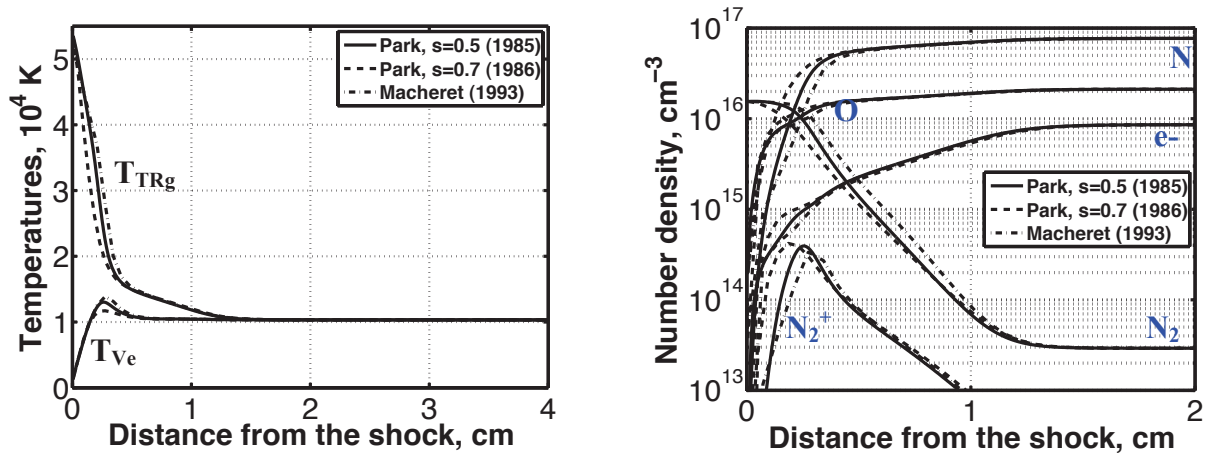 Temperatures, 10⁴ K
5
4
3
2
1
0
Park, s=0.5 (1985)
Park, s=0.7 (1986)
Macheret (1993)
T_TRg
T_Ve
0 1 2 3 4
Distance from the shock, cm
Number density, cm⁻³
10¹⁷
10¹⁶
10¹⁵
10¹⁴
10¹³
N
O
e-
Park, s=0.5 (1985)
Park, s=0.7 (1986)
Macheret (1993)
N₂⁺
N₂
0 1 2
Distance from the shock, cm